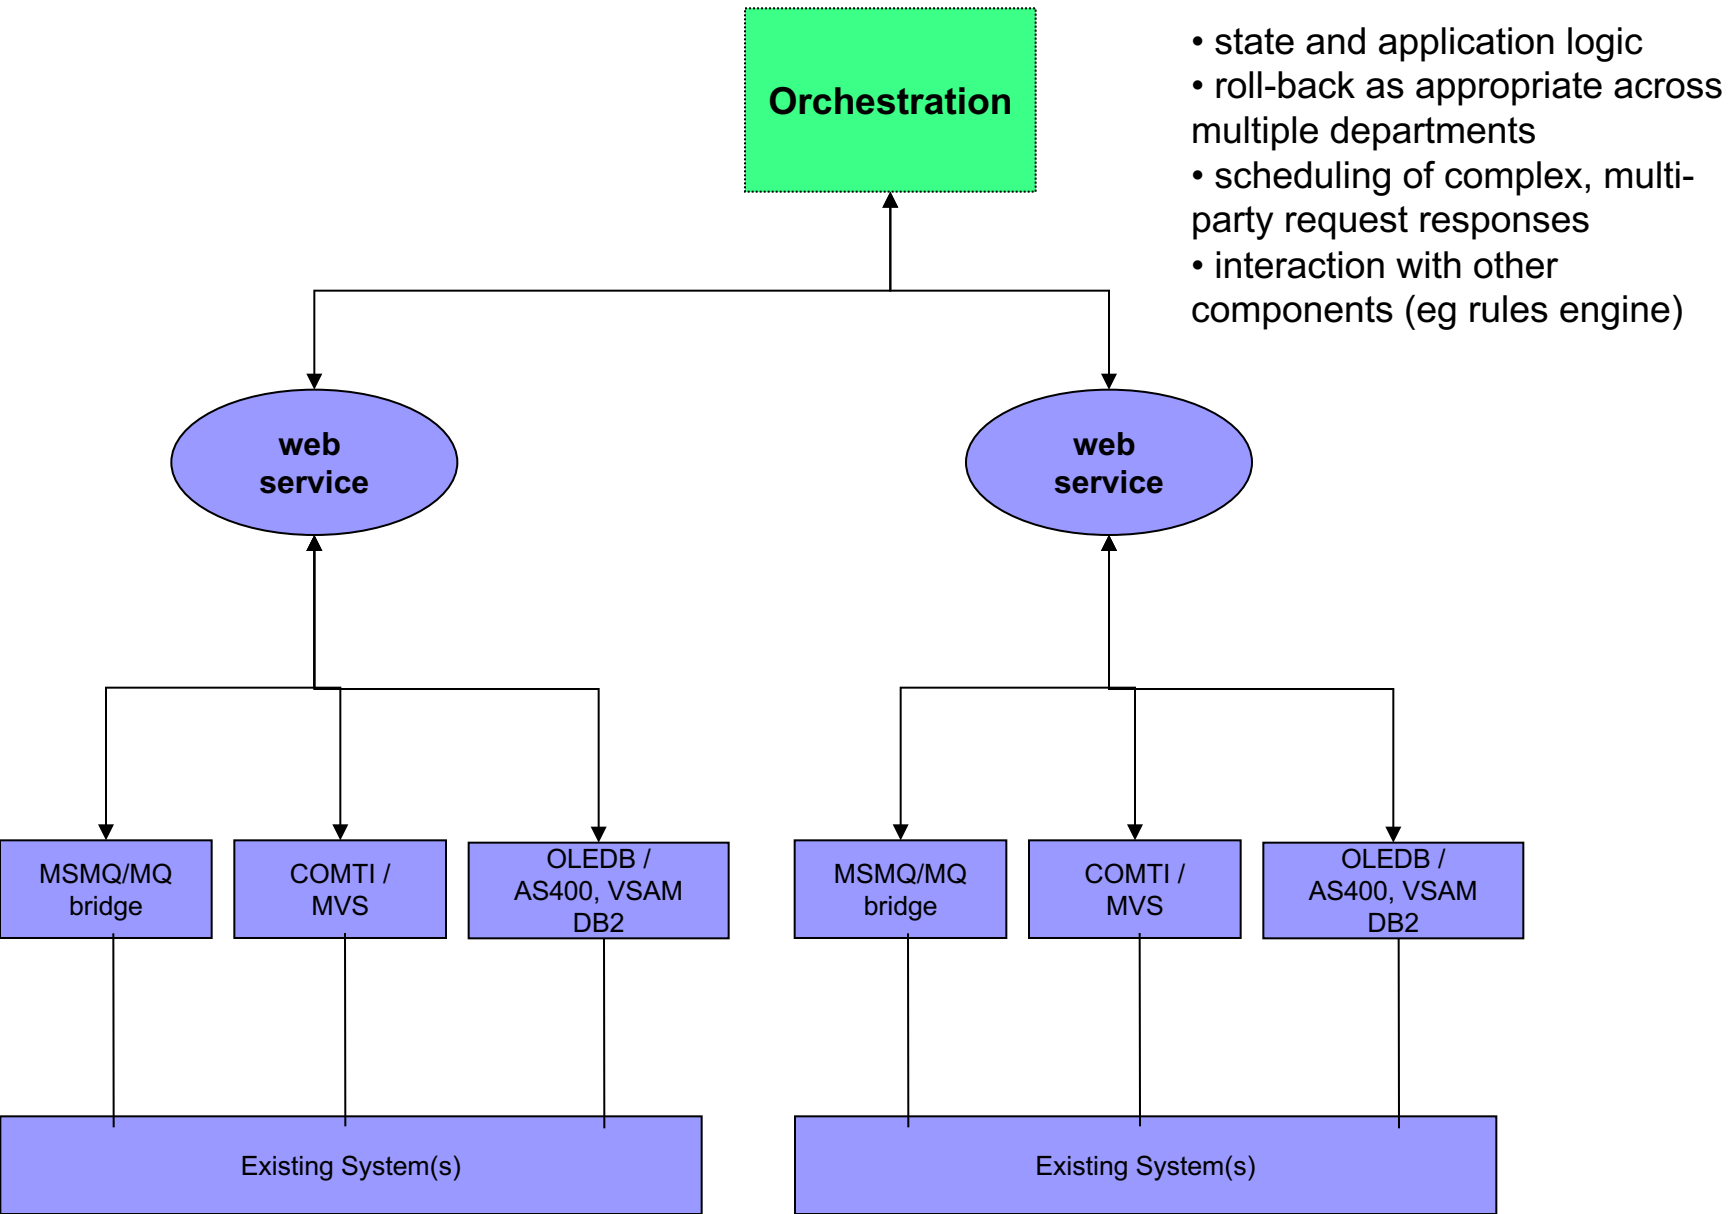 Orchestration
• state and application logic
• roll-back as appropriate across
multiple departments
• scheduling of complex, multi-
party request responses
• interaction with other
components (eg rules engine)
web
service
web
service
MSMQ/MQ
bridge
COMTI /
MVS
OLEDB /
AS400, VSAM
DB2
MSMQ/MQ
bridge
COMTI /
MVS
OLEDB /
AS400, VSAM
DB2
Existing System(s)
Existing System(s)